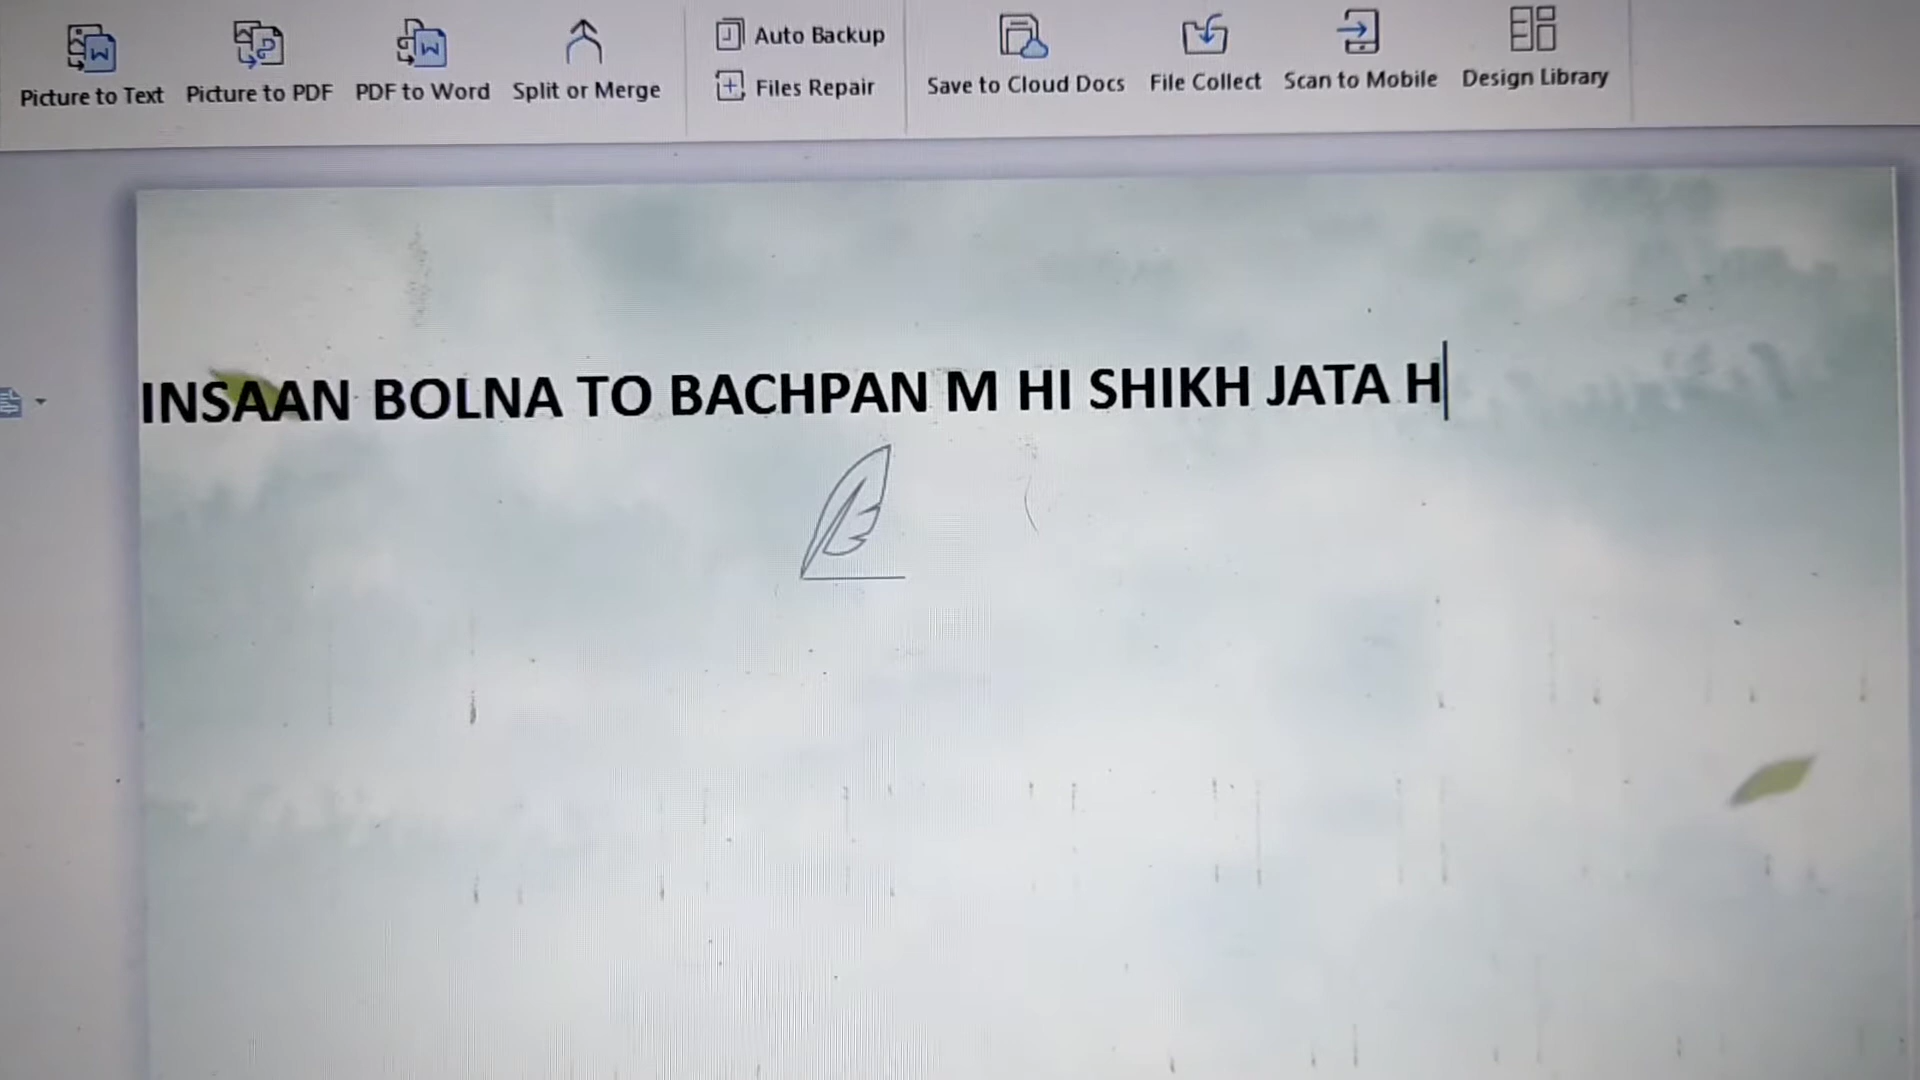 Picture to Text Picture to PDF PDF to Word Split or Merge
Auto Backup
Files Repair
Save to Cloud Docs File Collect Scan to Mobile Design Library
INSAAN BOLNA TO BACHPAN M HI SHIKH JATA H